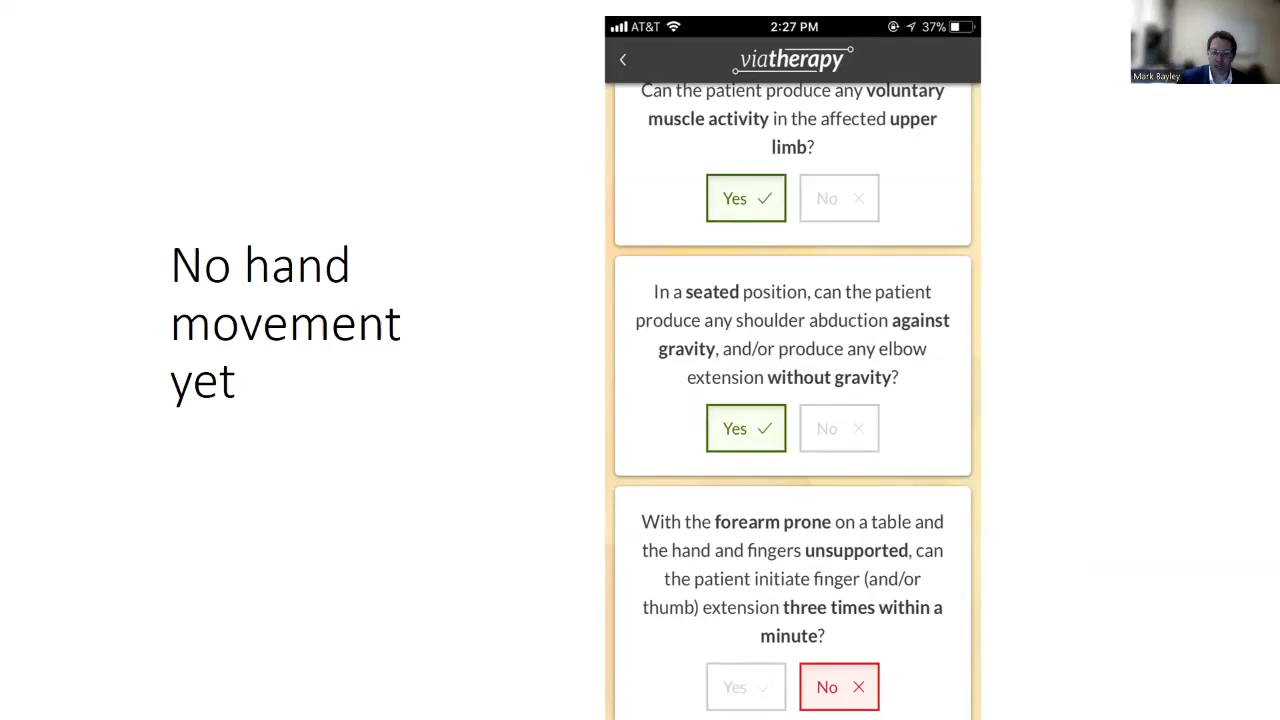 AT&T
2:27 PM
37%
viatherapy
Mark Bayley
No hand
movement
yet
Can the patient produce any voluntary
muscle activity in the affected upper
limb?
Yes
No
In a seated position, can the patient
produce any shoulder abduction against
gravity, and/or produce any elbow
extension without gravity?
Yes
No
With the forearm prone on a table and
the hand and fingers unsupported, can
the patient initiate finger (and/or
thumb) extension three times within a
minute?
Yes
No